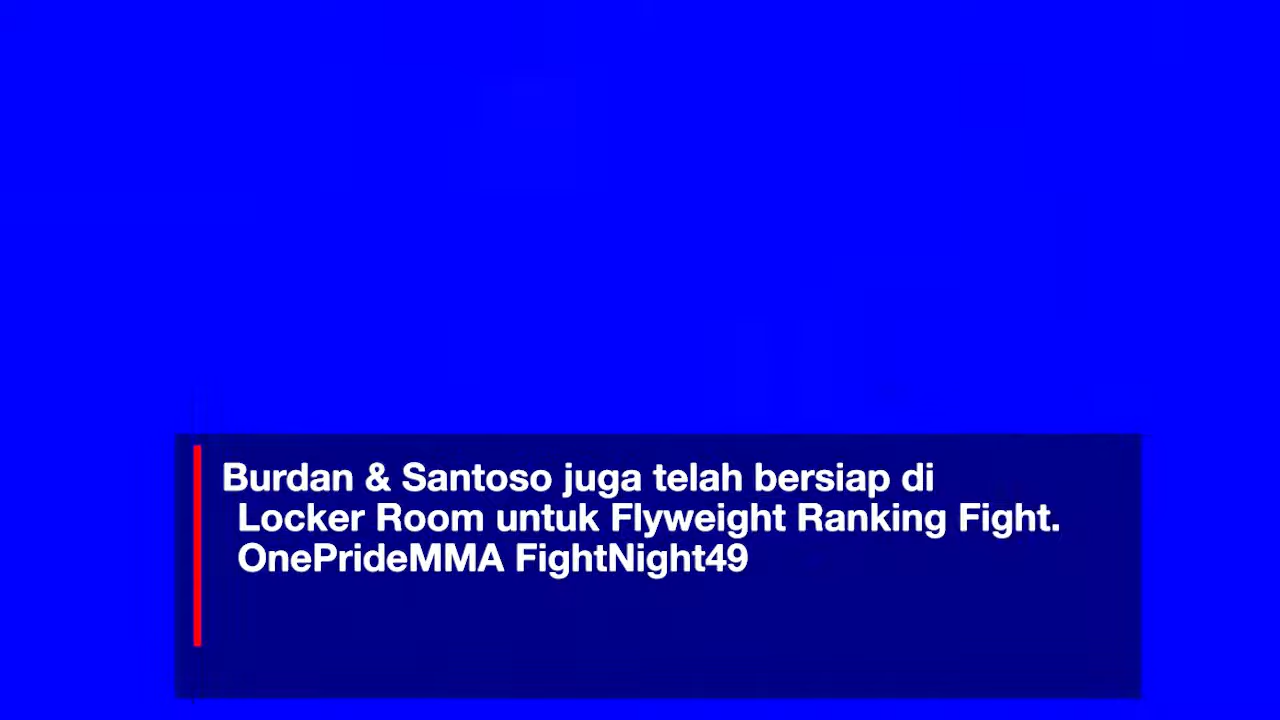 Burdan & Santoso juga telah bersiap di
Locker Room untuk Flyweight Ranking Fight.
OnePrideMMA FightNight49